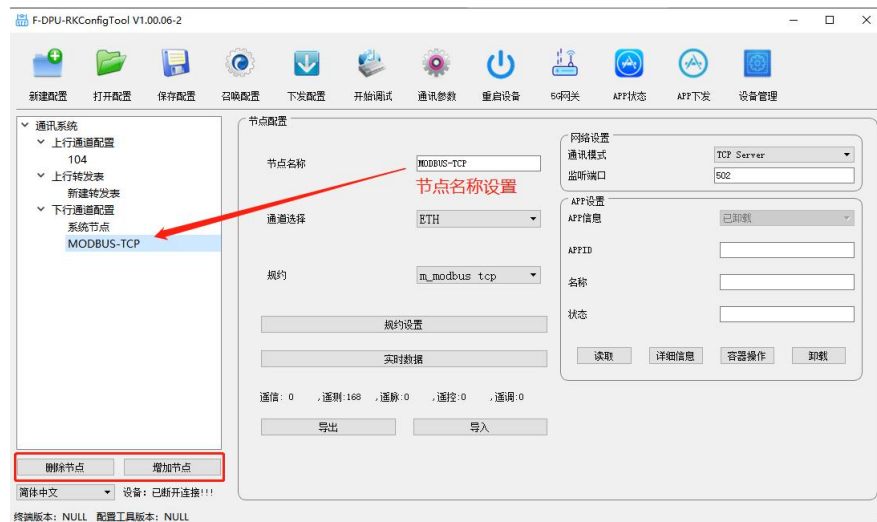 F-DPU-RKConfigTool V1.00.06-2
新建配置 打开配置 保存配置 召唤配置 下发配置 开始调试 通讯参数 重启设备 5G网关 APP状态 APP下发 设备管理
通讯系统
上行通道配置
104
上行转发表
新建转发表
下行通道配置
系统节点
MODBUS-TCP
删除节点 增加节点
简体中文 设备：已断开连接!!!
终端版本：NULL 配置工具版本：NULL
节点配置
节点名称 MODBUS-TCP
节点名称设置
通道选择 ETH
规约 m_modbus tcp
规约设置
实时数据
遥信：0 ,遥测:168 ,遥脉:0 ,遥控:0 ,遥调:0
导出 导入
网络设置
通讯模式 TCP Server
监听端口 502
APP设置
APP信息 已卸载
APPID
名称
状态
读取 详细信息 容器操作 卸载